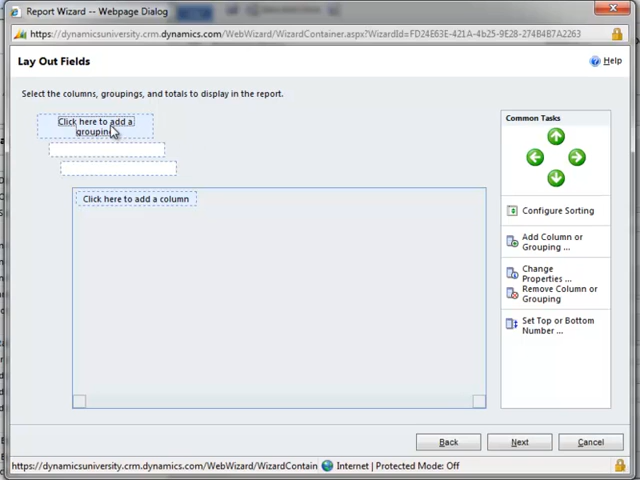 Report Wizard -- Webpage Dialog
https://dynamicsuniversity.crm.dynamics.com/WebWizard/WizardContainer.aspx?WizardId=FD24E63E-421A-4b25-9E28-274B4B7A2263
Lay Out Fields
Help
Select the columns, groupings, and totals to display in the report.
Click here to add a
grouping
Click here to add a column
Common Tasks
Configure Sorting
Add Column or
Grouping ...
Change
Properties ...
Remove Column or
Grouping
Set Top or Bottom
Number ...
Back
Next
Cancel
https://dynamicsuniversity.crm.dynamics.com/WebWizard/WizardContain
Internet | Protected Mode: Off